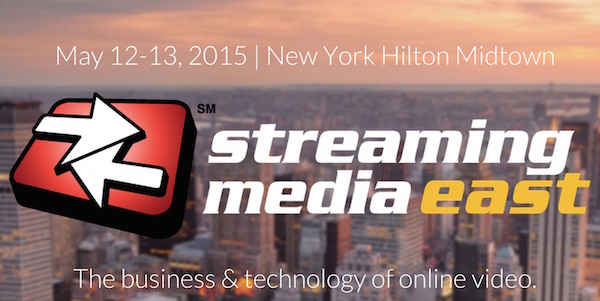 May 12-13, 2015 | New York Hilton Midtown
SM
streaming
media east
The business & technology of online video.